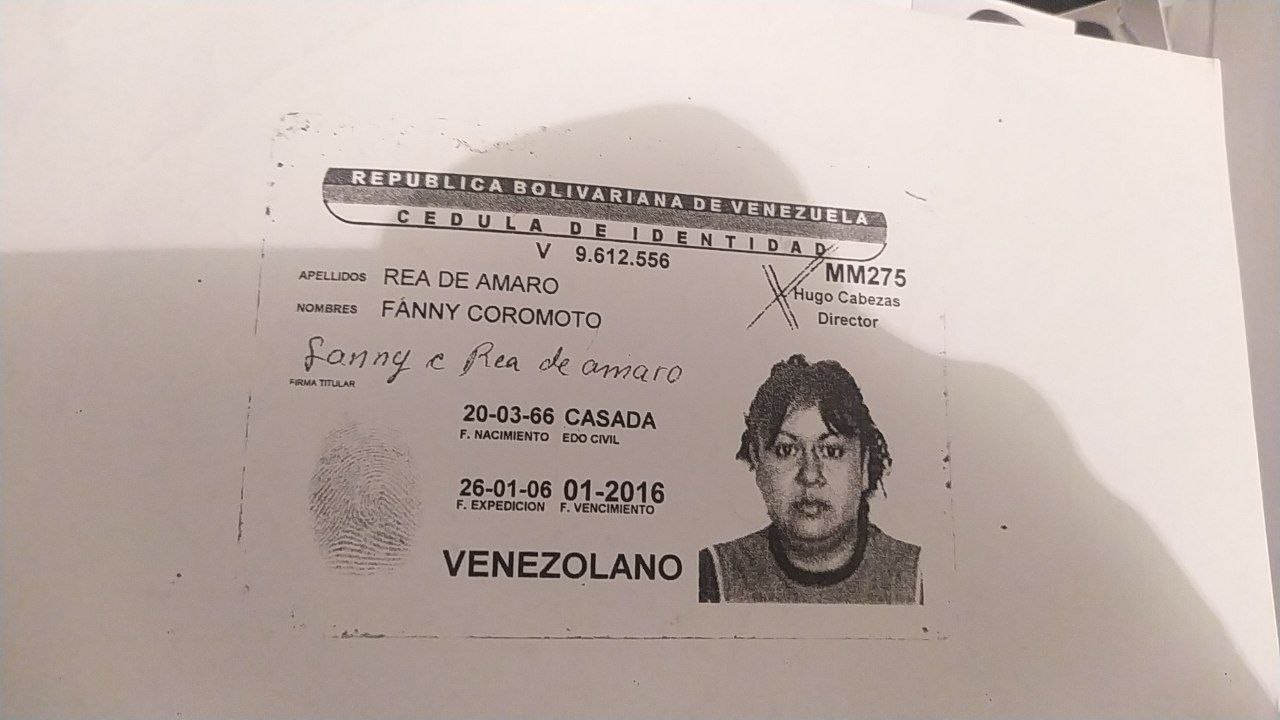 REPUBLICA BOLIVARIANA DE VENEZUELA
CEDULA DE IDENTIDAD
V 9.612.556
MM275
Hugo Cabezas
Director
APELLIDOS REA DE AMARO
NOMBRES FÁNNY COROMOTO
Fanny c Rea de amaro
FIRMA TITULAR
20-03-66 CASADA
F. NACIMIENTO EDO CIVIL
26-01-06 01-2016
F. EXPEDICION F. VENCIMIENTO
VENEZOLANO